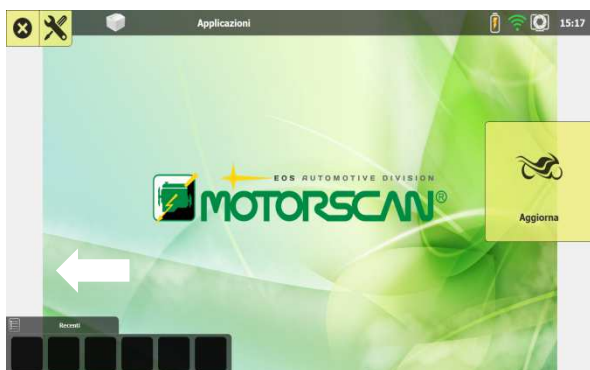 Applicazioni
15:17
EOS AUTOMOTIVE DIVISION
MOTORSCAN®
Aggiorna
Recenti